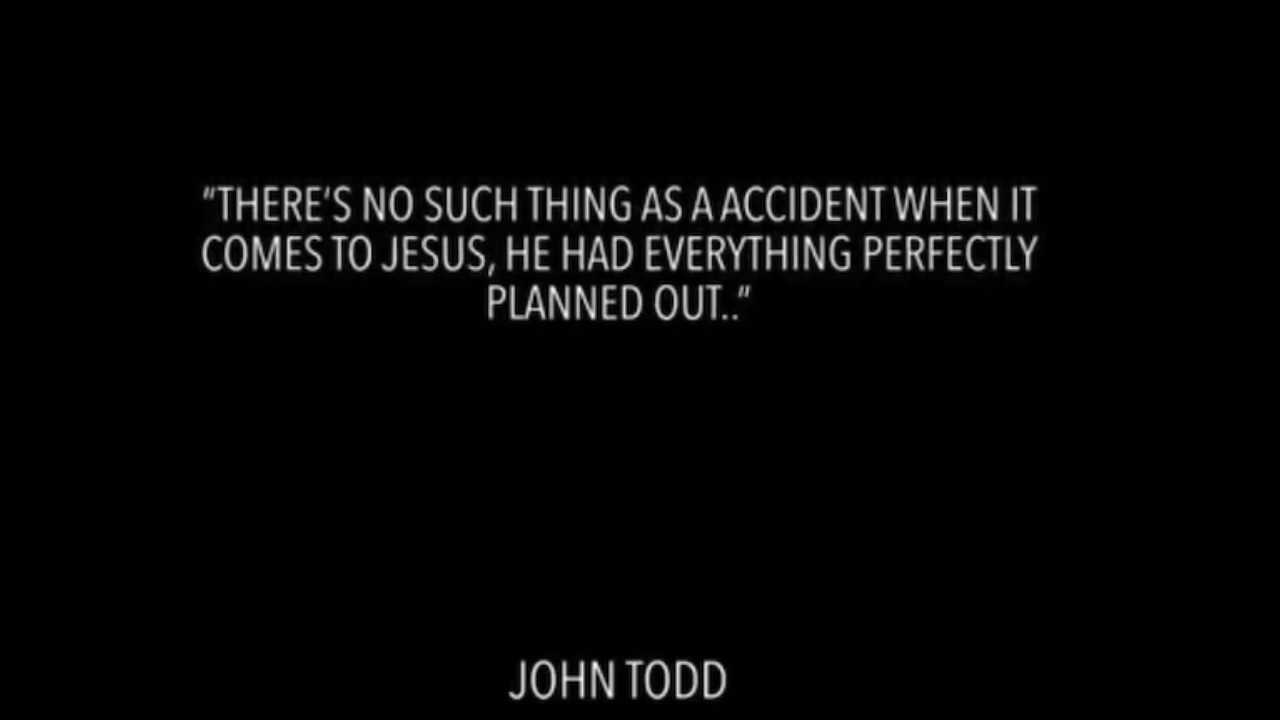 “THERE’S NO SUCH THING AS A ACCIDENT WHEN IT
COMES TO JESUS, HE HAD EVERYTHING PERFECTLY
PLANNED OUT..”
JOHN TODD